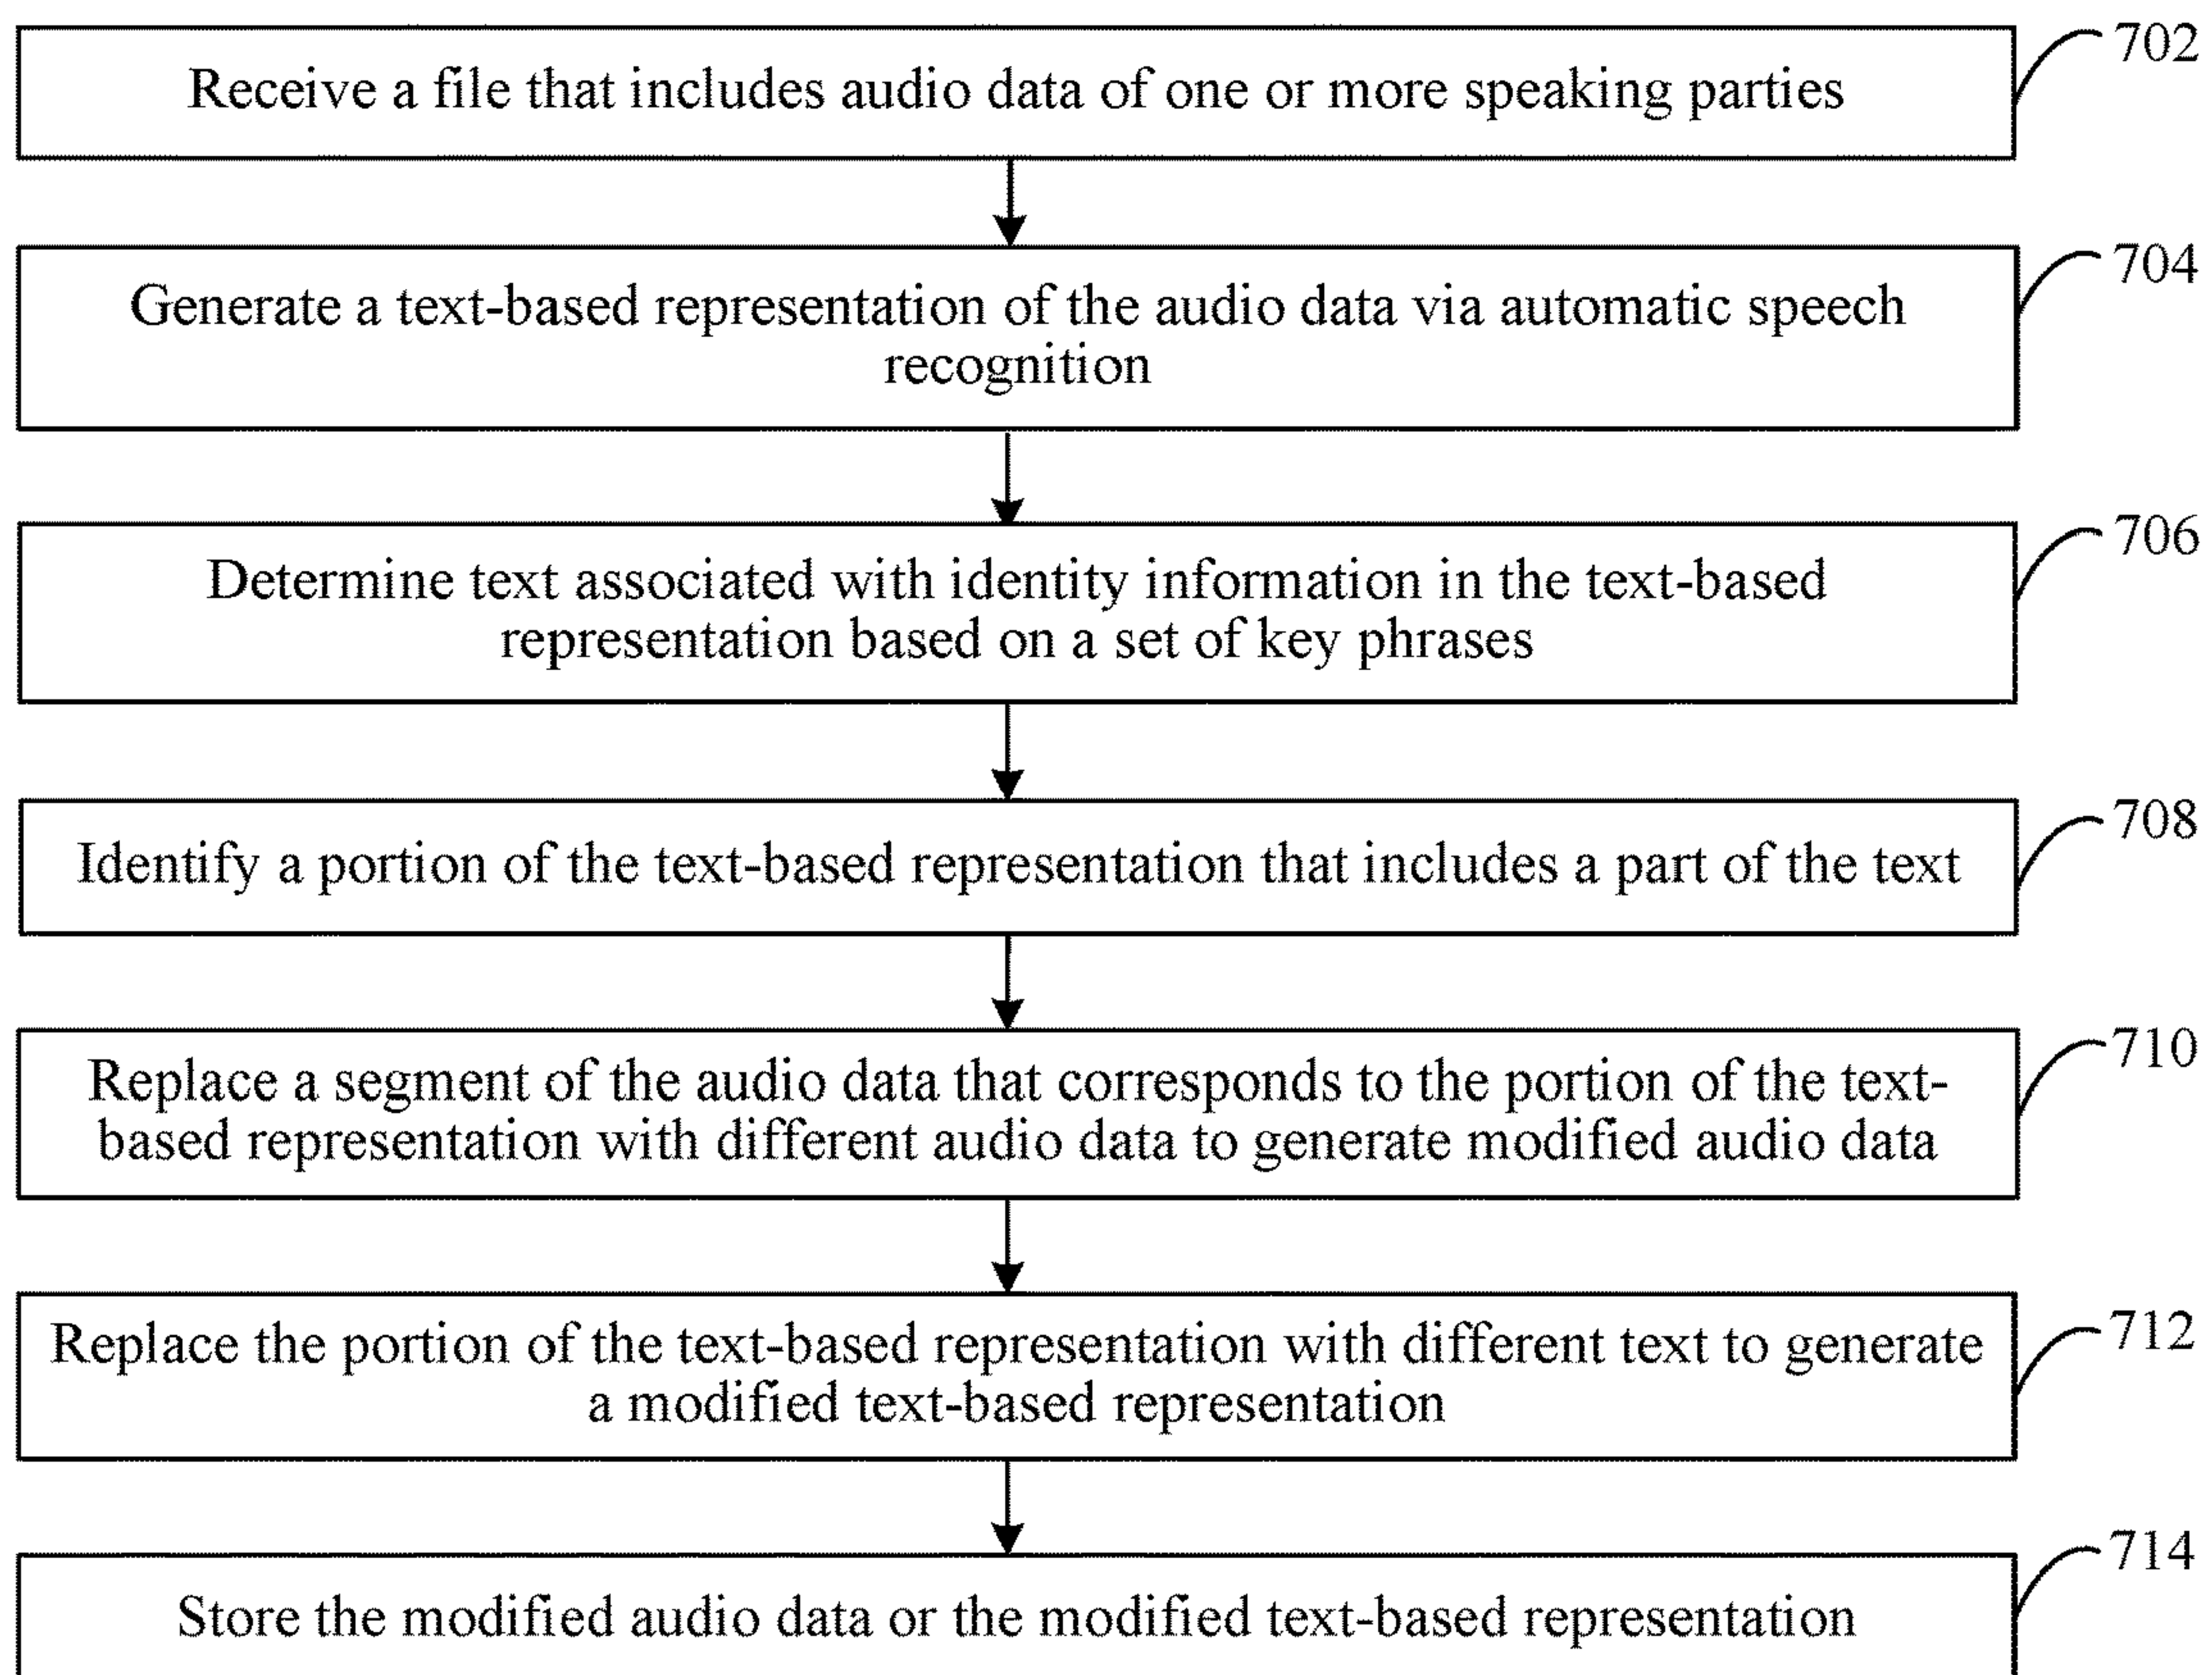 702
Receive a file that includes audio data of one or more speaking parties
704
Generate a text-based representation of the audio data via automatic speech
recognition
706
Determine text associated with identity information in the text-based
representation based on a set of key phrases
708
Identify a portion of the text-based representation that includes a part of the text
710
Replace a segment of the audio data that corresponds to the portion of the text-
based representation with different audio data to generate modified audio data
712
Replace the portion of the text-based representation with different text to generate
a modified text-based representation
714
Store the modified audio data or the modified text-based representation